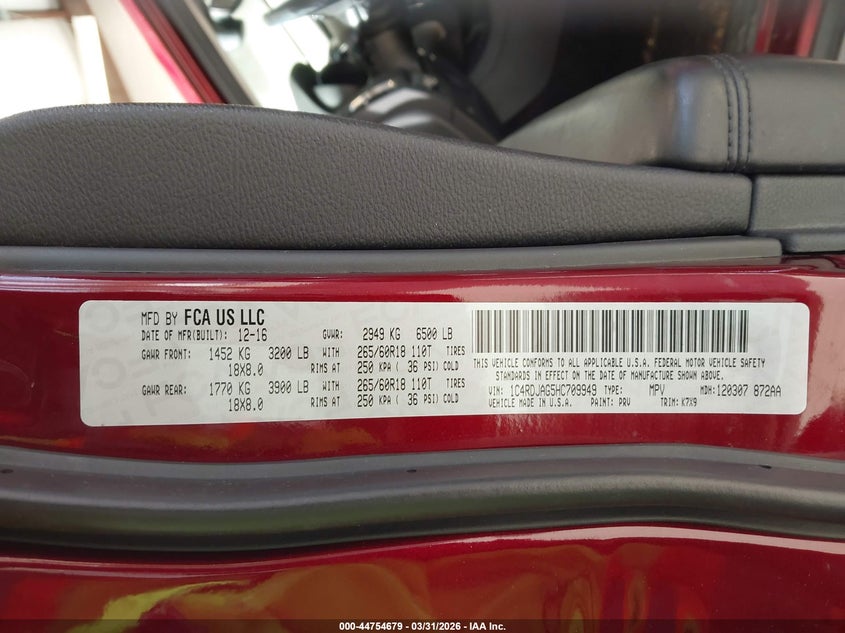 MFD BY FCA US LLC
DATE OF MFR(BUILT): 12-16 GVWR: 2949 KG 6500 LB
GAWR FRONT: 1452 KG 3200 LB WITH 265/60R18 110T TIRES
18X8.0 RIMS AT 250 KPA ( 36 PSI) COLD
GAWR REAR: 1770 KG 3900 LB WITH 265/60R18 110T TIRES
18X8.0 RIMS AT 250 KPA ( 36 PSI) COLD
THIS VEHICLE CONFORMS TO ALL APPLICABLE U.S.A. FEDERAL MOTOR VEHICLE SAFETY
STANDARDS IN EFFECT ON THE DATE OF MANUFACTURE SHOWN ABOVE.
VIN: 1C4RDJAG5HC709949 TYPE: MPV MDH: 120307 872AA
VEHICLE MADE IN U.S.A. PAINT: PRV TRIM: K7X9
000-44754679 - 03/31/2026 - IAA Inc.